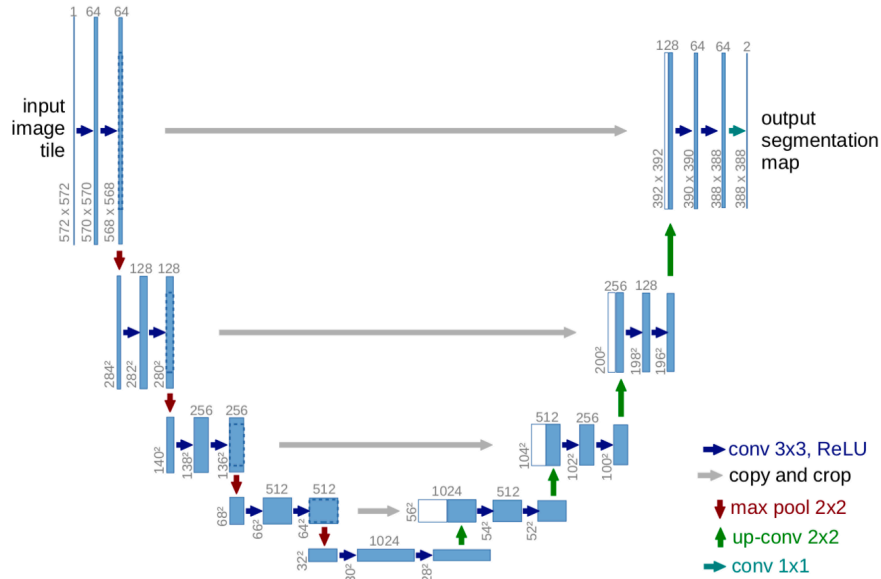 1 64 64
input
image
tile
572 x 572
570 x 570
568 x 568
128 64 64 2
output
segmentation
map
392 x 392
390 x 390
388 x 388
388 x 388
128 128
284²
282²
280²
256 128
200²
198²
196²
256 256
140²
138²
136²
512 256
104²
102²
100²
512 512
68²
66²
64²
1024 512
56²
54²
52²
1024
32²
30²
28²
conv 3x3, ReLU
copy and crop
max pool 2x2
up-conv 2x2
conv 1x1